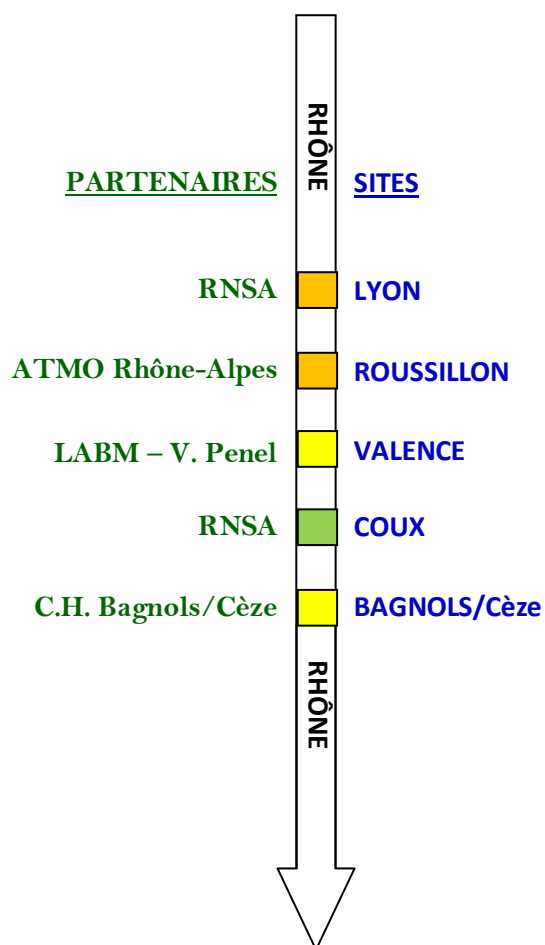 RHÔNE
PARTENAIRES SITES
RNSA LYON
ATMO Rhône-Alpes ROUSSILLON
LABM – V. Penel VALENCE
RNSA COUX
C.H. Bagnols/Cèze BAGNOLS/Cèze
RHÔNE